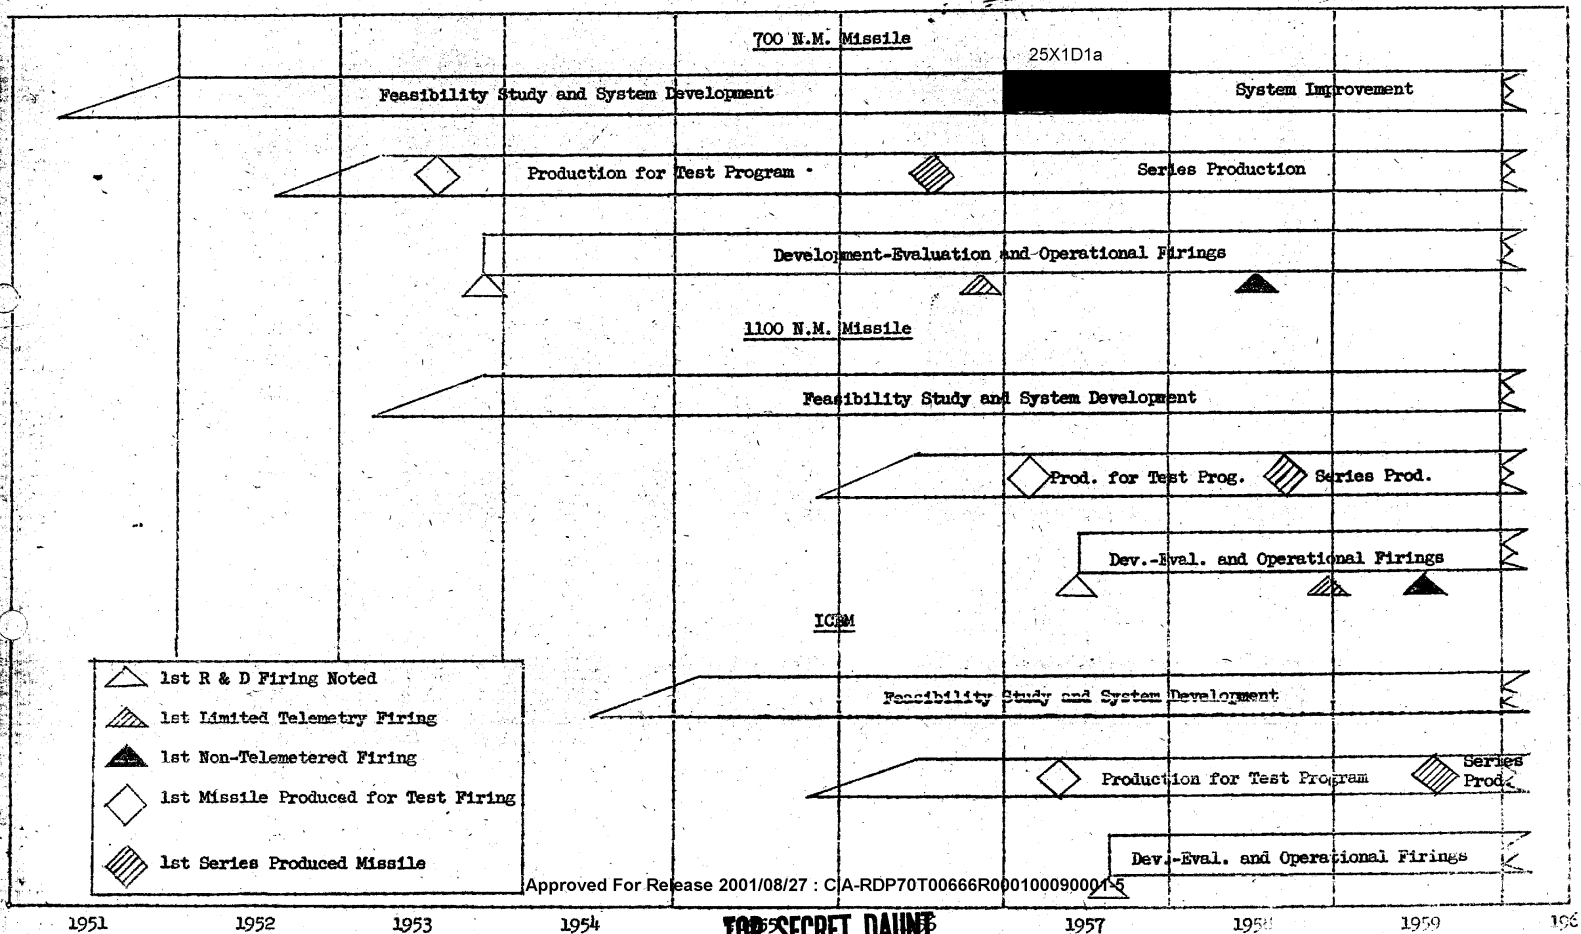 700 N.M. Missile
25X1D1a
Feasibility Study and System Development
System Improvement
Production for Test Program
Series Production
Development-Evaluation and Operational Firings
1100 N.M. Missile
Feasibility Study and System Development
Prod. for Test Prog.
Series Prod.
Dev.-Eval. and Operational Firings
ICBM
Feasibility Study and System Development
Production for Test Program
Series
Prod.
Dev.-Eval. and Operational Firings
1st R & D Firing Noted
1st Limited Telemetry Firing
1st Non-Telemetered Firing
1st Missile Produced for Test Firing
1st Series Produced Missile
Approved For Release 2001/08/27 : CIA-RDP70T00666R000100090001-5
1951 1952 1953 1954 1957 1958 1959
TOP SECRET DAUNT